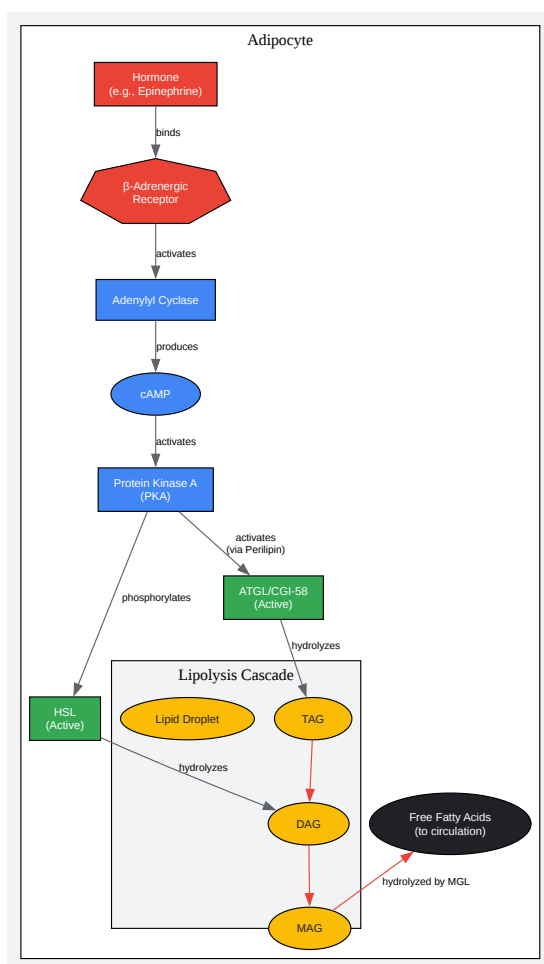 Adipocyte
Hormone
(e.g., Epinephrine)
binds
β-Adrenergic
Receptor
activates
Adenylyl Cyclase
produces
cAMP
activates
Protein Kinase A
(PKA)
activates
(via Perilipin)
phosphorylates
ATGL/CGI-58
(Active)
hydrolyzes
Lipolysis Cascade
HSL
(Active)
Lipid Droplet
TAG
hydrolyzes
DAG
Free Fatty Acids
(to circulation)
hydrolyzed by MGL
MAG